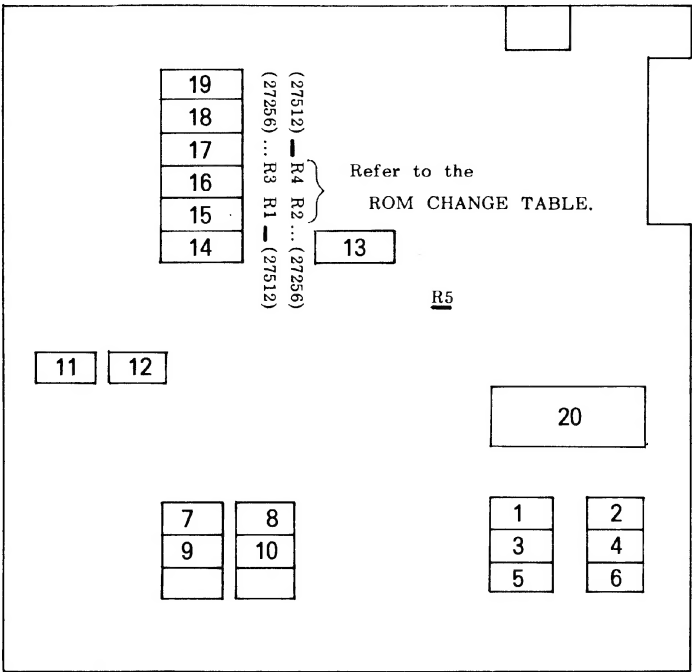 19
18
17
16
15
14
(27512) — R4 R2 ... (27256)
(27256) ... R3 R1 — (27512)
Refer to the
ROM CHANGE TABLE.
13
R5
11 12
20
7 8
9 10
1 2
3 4
5 6